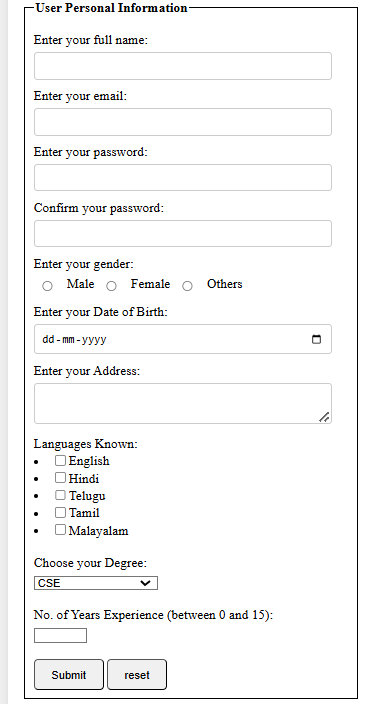 User Personal Information
Enter your full name:
Enter your email:
Enter your password:
Confirm your password:
Enter your gender:
Male Female Others
Enter your Date of Birth:
dd-mm-yyyy
Enter your Address:
Languages Known:
English
Hindi
Telugu
Tamil
Malayalam
Choose your Degree:
CSE
No. of Years Experience (between 0 and 15):
Submit reset